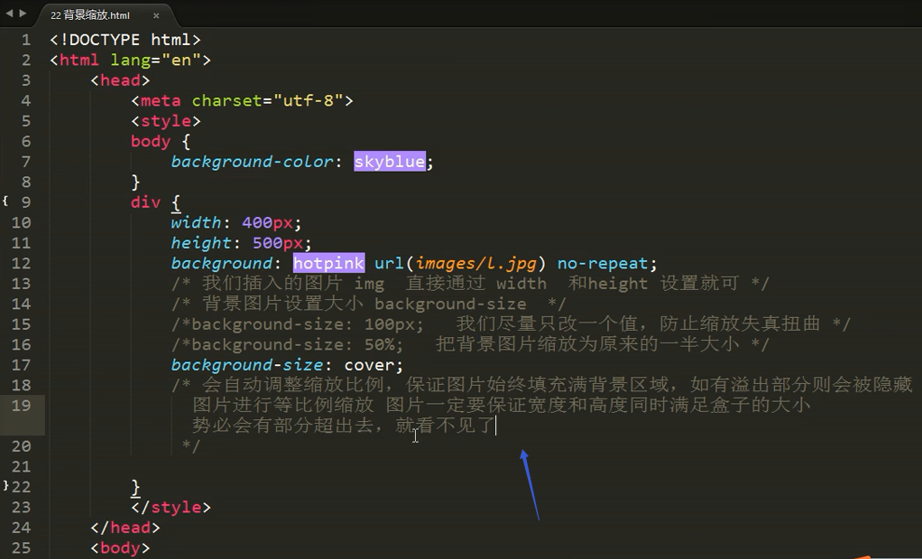 22 背景缩放.html ×
1 <!DOCTYPE html>
2 <html lang="en">
3 <head>
4 <meta charset="utf-8">
5 <style>
6 body {
7 background-color: skyblue;
8 }
{ 9 div {
10 width: 400px;
11 height: 500px;
12 background: hotpink url(images/l.jpg) no-repeat;
13 /* 我们插入的图片 img 直接通过 width 和height 设置就可 */
14 /* 背景图片设置大小 background-size */
15 /*background-size: 100px; 我们尽量只改一个值，防止缩放失真扭曲 */
16 /*background-size: 50%; 把背景图片缩放为原来的一半大小 */
17 background-size: cover;
18 /* 会自动调整缩放比例，保证图片始终填充满背景区域，如有溢出部分则会被隐藏
19 图片进行等比例缩放 图片一定要保证宽度和高度同时满足盒子的大小
势必会有部分超出去，就看不见了
20 */
21
}22 }
23 </style>
24 </head>
25 <body>